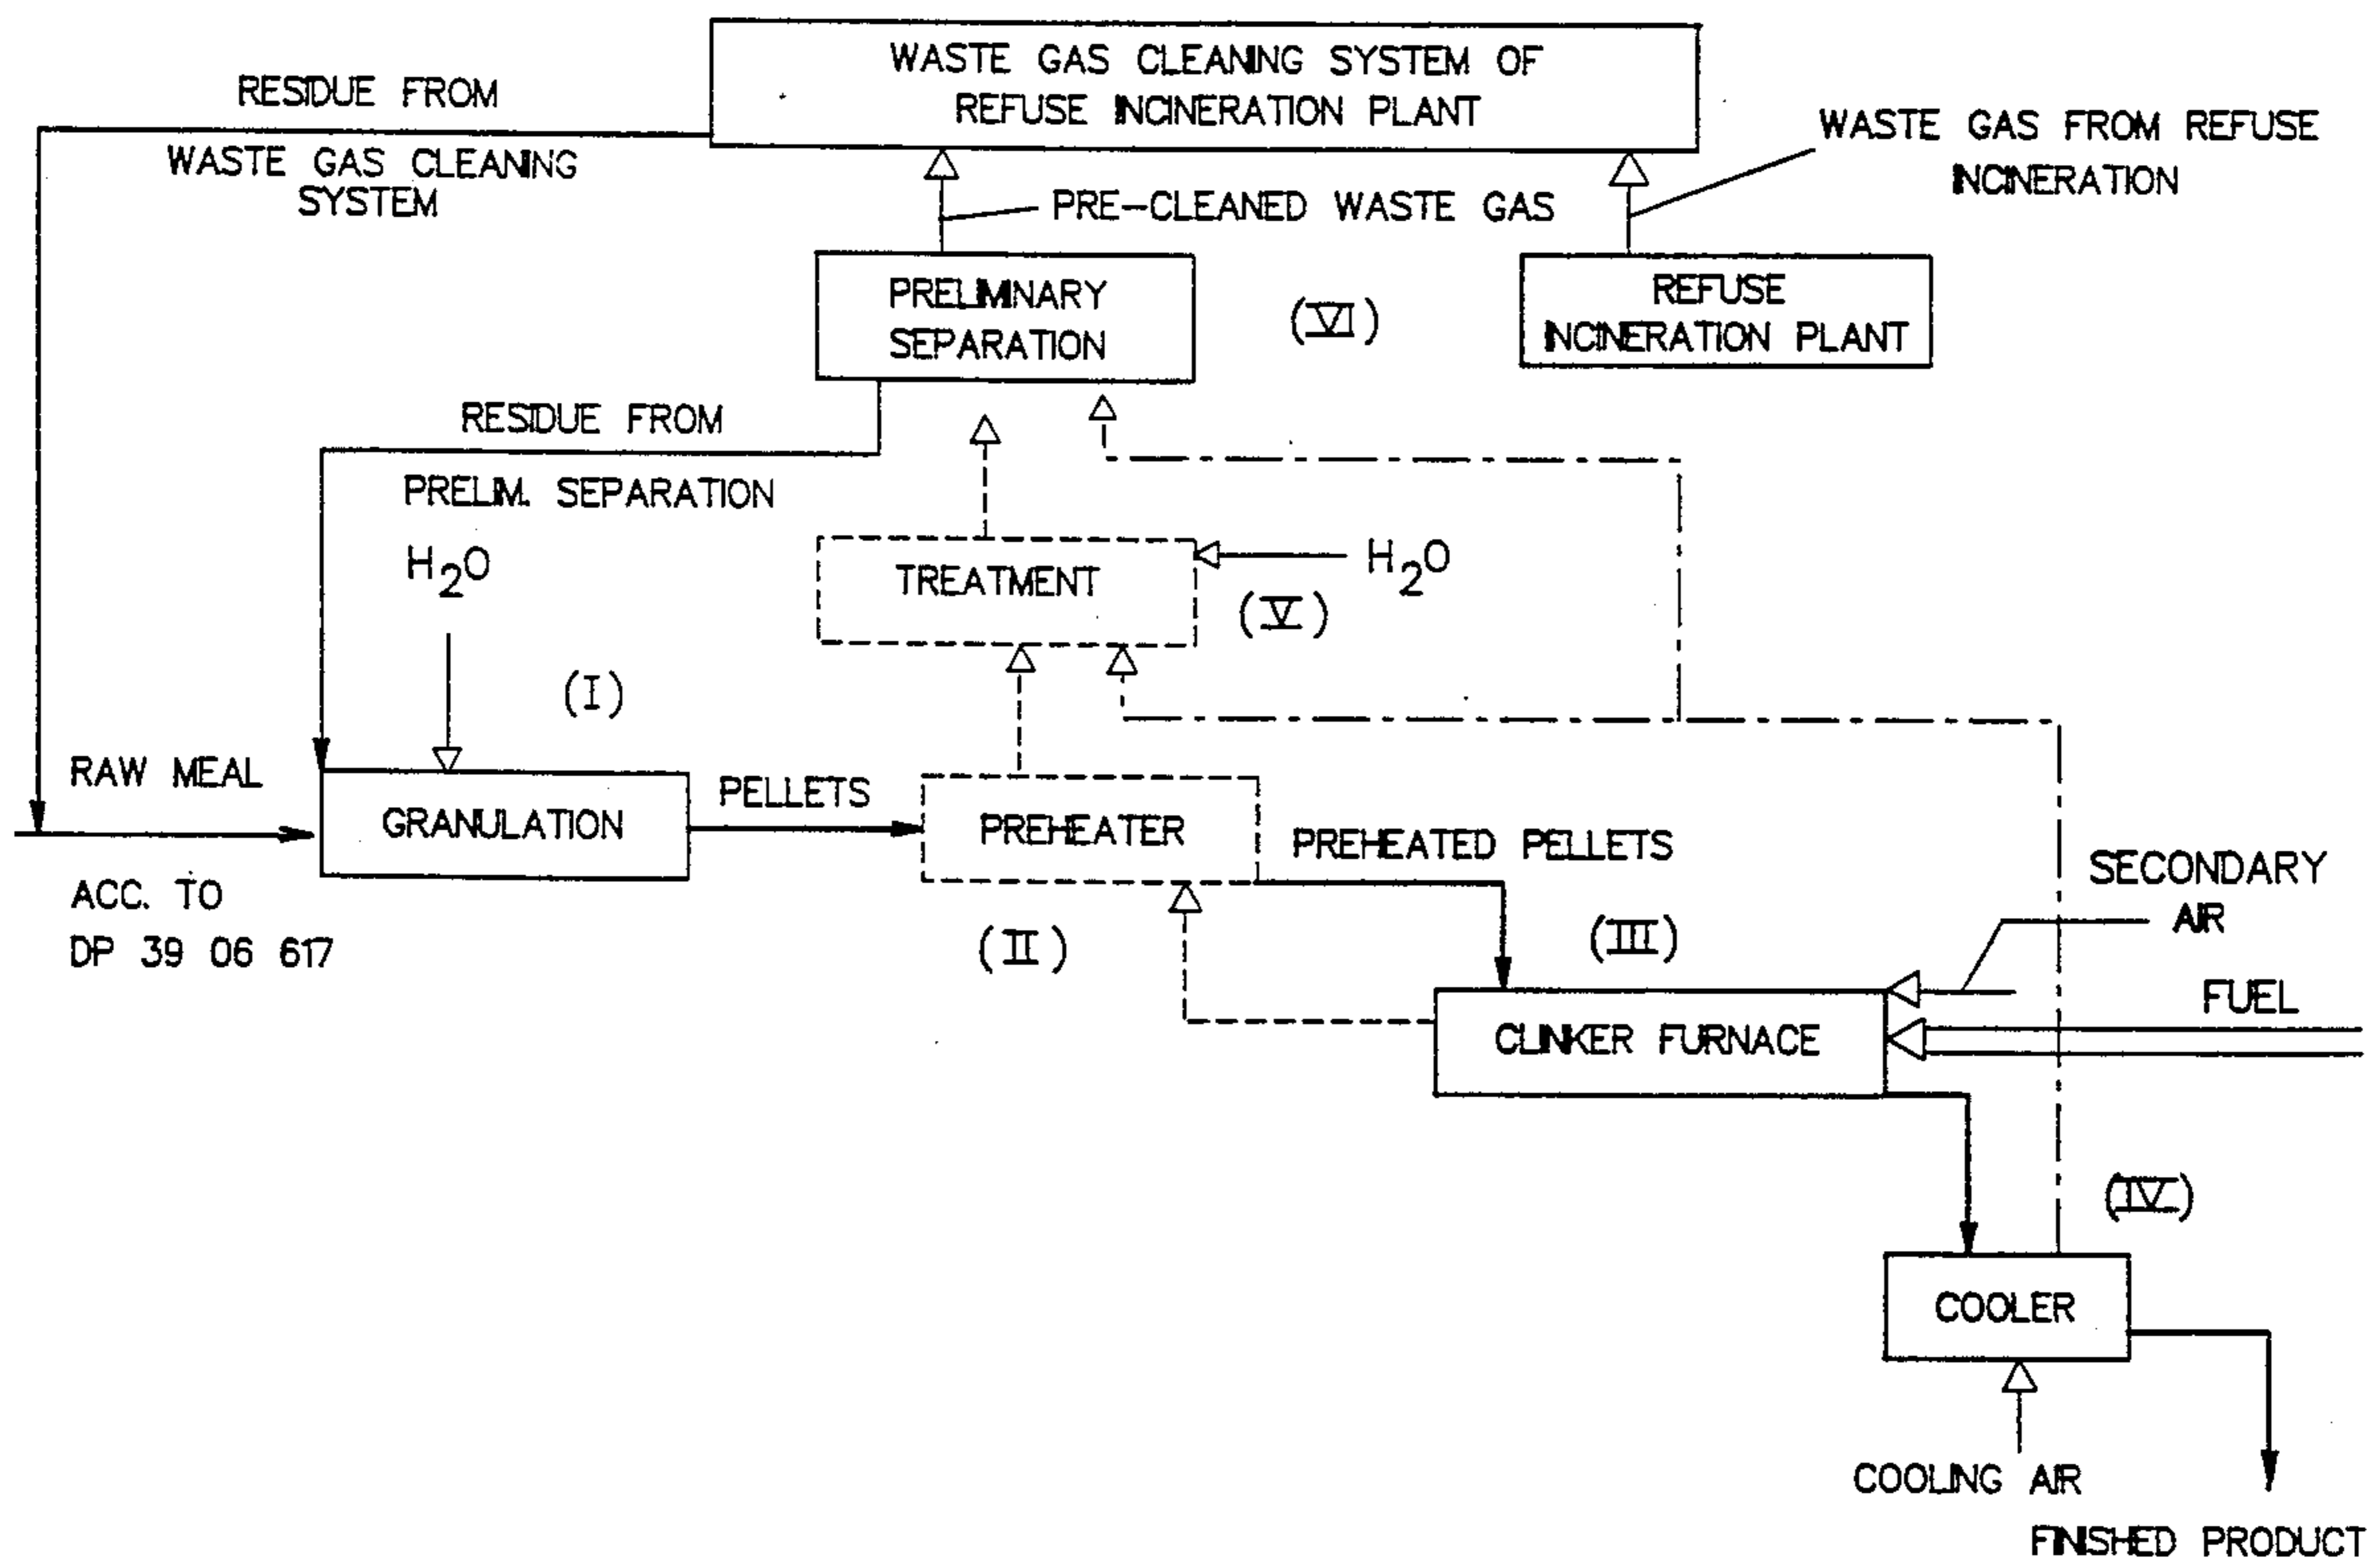 WASTE GAS CLEANING SYSTEM OF
REFUSE INCINERATION PLANT
RESIDUE FROM
WASTE GAS CLEANING
SYSTEM
WASTE GAS FROM REFUSE
INCINERATION
PRE-CLEANED WASTE GAS
PRELIMINARY
SEPARATION
(VI)
REFUSE
INCINERATION PLANT
RESIDUE FROM
PRELIM. SEPARATION
H2O
TREATMENT
H2O
(V)
(I)
RAW MEAL
GRANULATION
PELLETS
PREHEATER
PREHEATED PELLETS
ACC. TO
DP 39 06 617
(II)
(III)
SECONDARY
AIR
FUEL
CLINKER FURNACE
(IV)
COOLER
COOLING AIR
FINISHED PRODUCT